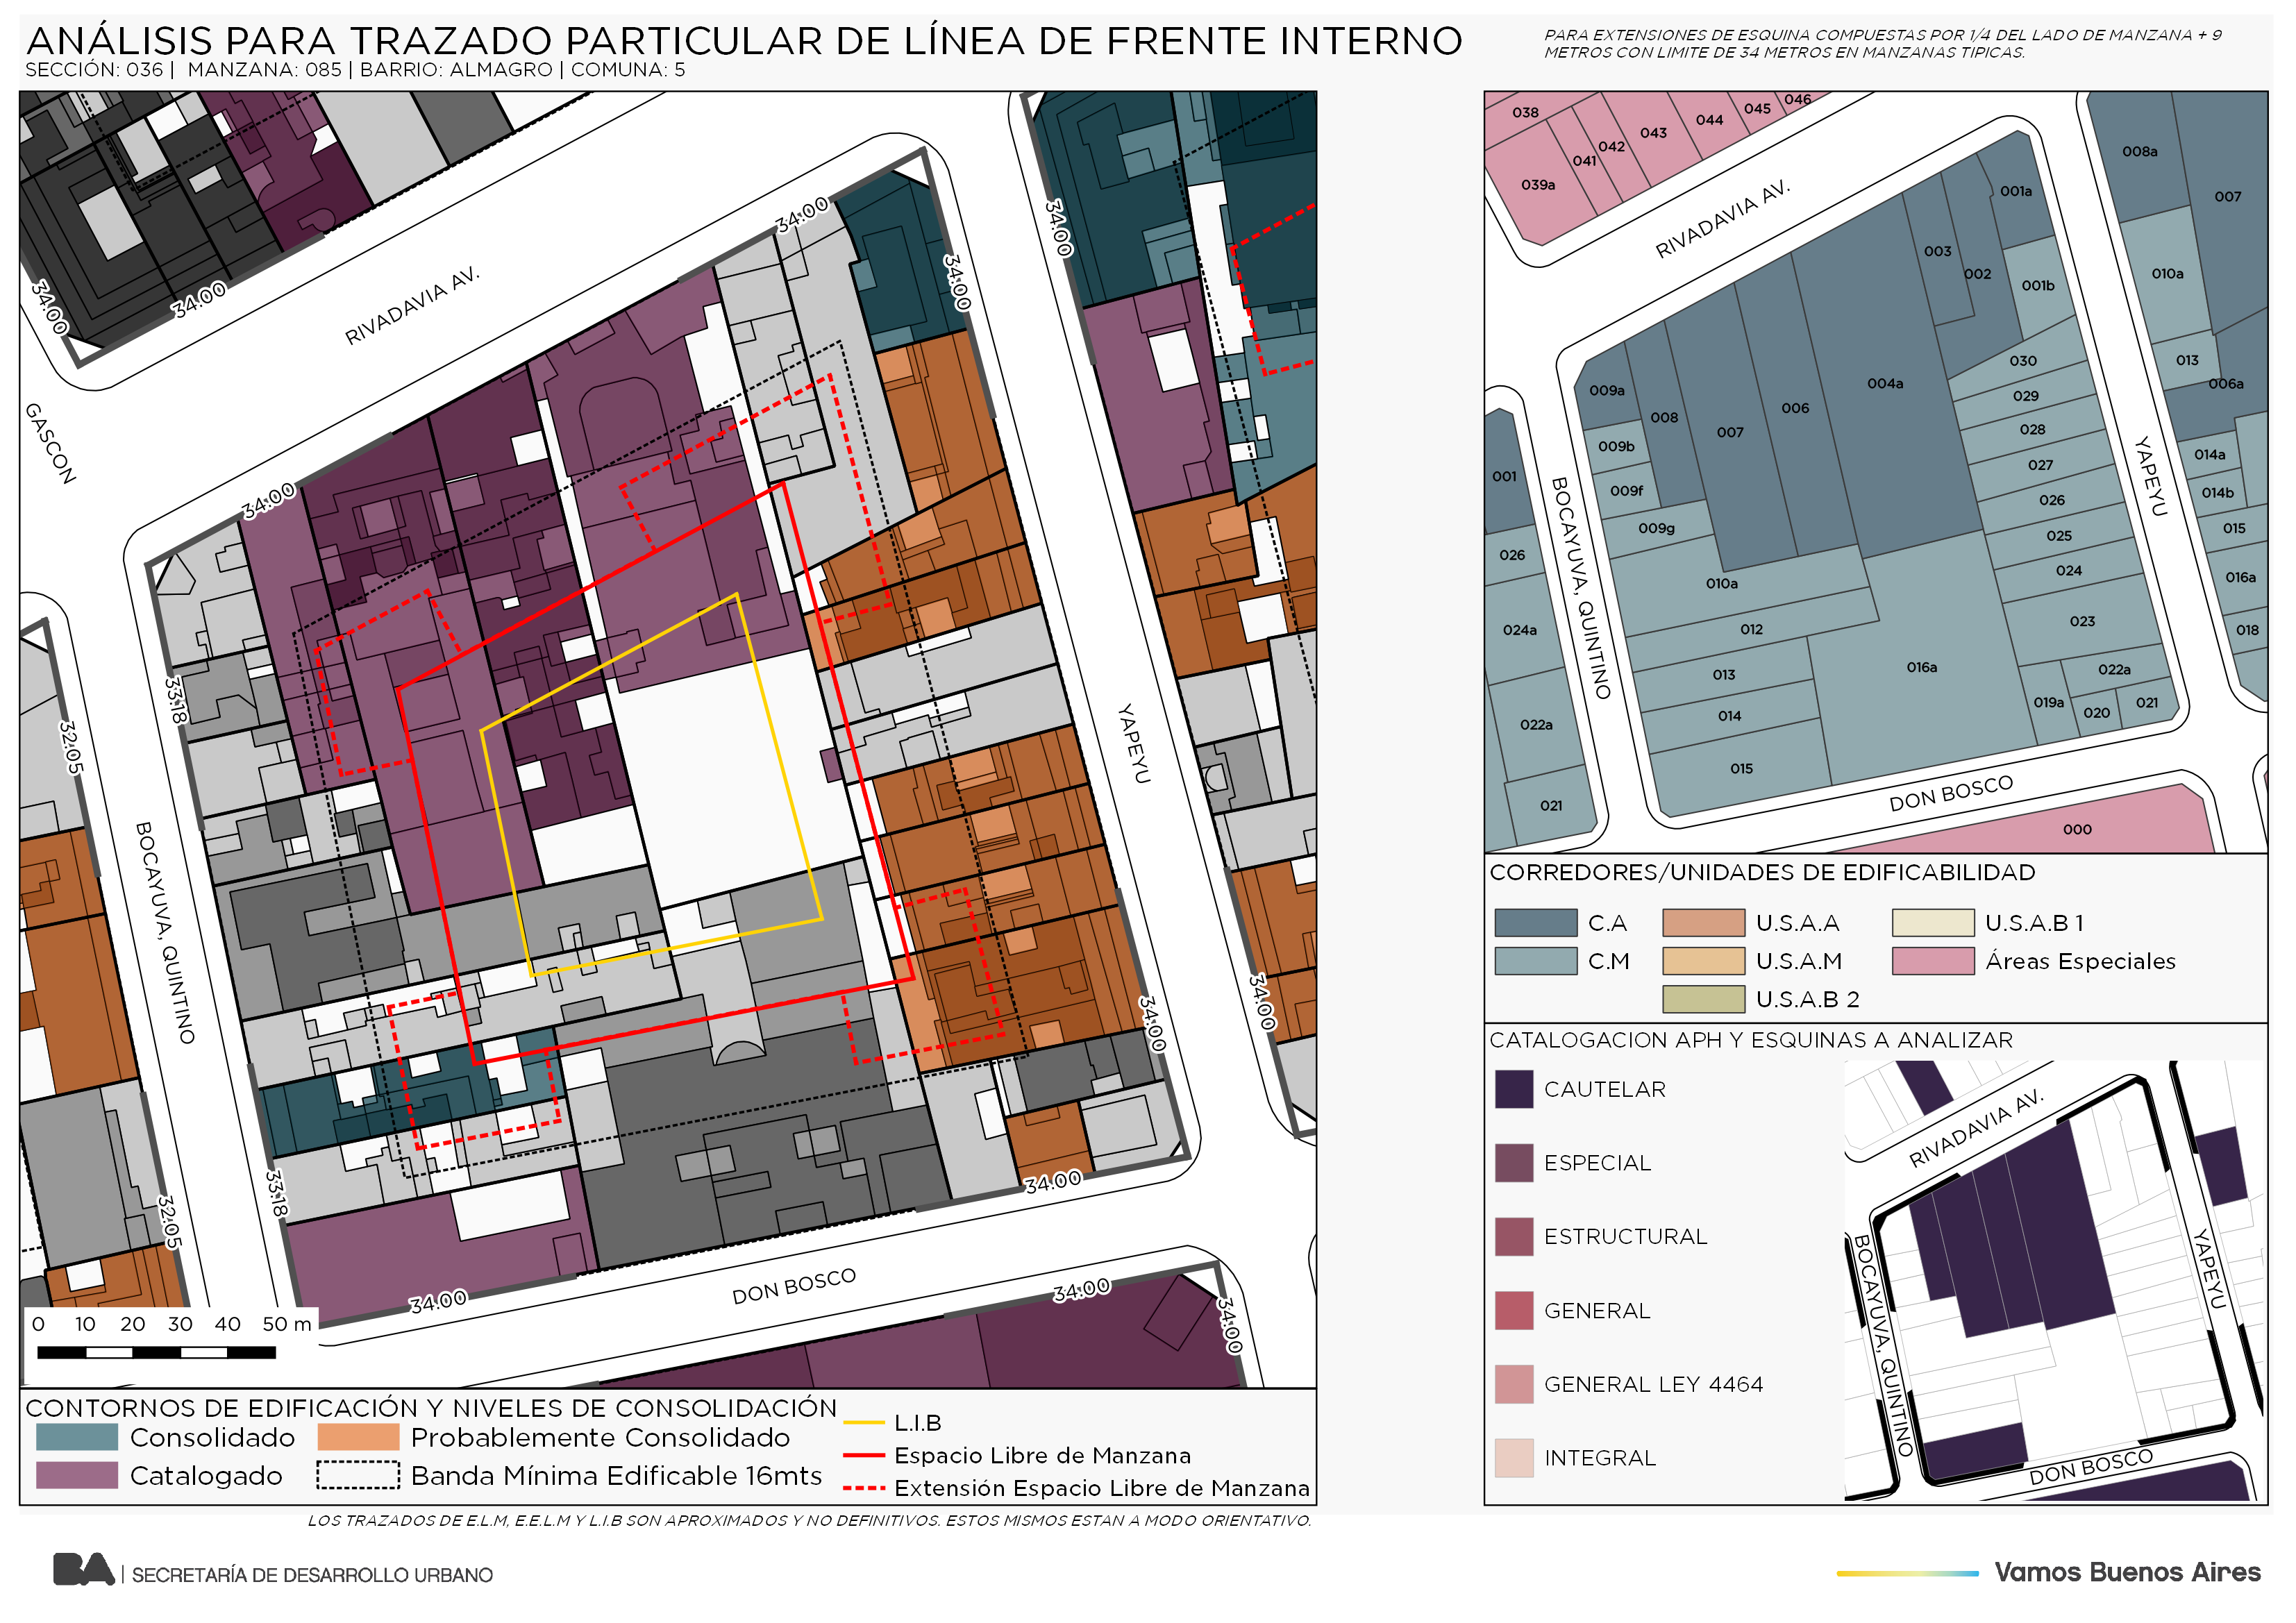 ANÁLISIS PARA TRAZADO PARTICULAR DE LÍNEA DE FRENTE INTERNO
SECCIÓN: 036 | MANZANA: 085 | BARRIO: ALMAGRO | COMUNA: 5
PARA EXTENSIONES DE ESQUINA COMPUESTAS POR 1/4 DEL LADO DE MANZANA + 9
METROS CON LIMITE DE 34 METROS EN MANZANAS TIPICAS.
34.00
34.00
RIVADAVIA AV.
34.00
34.00
34.00
GASCON
34.00
33.18
32.05
BOCAYUVA, QUINTINO
YAPEYU
34.00
34.00
33.18
32.05
34.00
34.00
DON BOSCO
34.00
34.00
0 10 20 30 40 50 m
CONTORNOS DE EDIFICACIÓN Y NIVELES DE CONSOLIDACIÓN
Consolidado
Probablemente Consolidado
Catalogado
Banda Mínima Edificable 16mts
L.I.B
Espacio Libre de Manzana
Extensión Espacio Libre de Manzana
LOS TRAZADOS DE E.L.M, E.E.L.M Y L.I.B SON APROXIMADOS Y NO DEFINITIVOS. ESTOS MISMOS ESTAN A MODO ORIENTATIVO.
038
039a
041
042
043
044
045
046
RIVADAVIA AV.
001a
008a
007
003
002
001b
010a
013
006a
030
029
028
027
026
025
024
023
022a
019a
020
021
009a
008
007
006
004a
009b
009f
009g
010a
012
013
014
015
016a
001
026
024a
022a
021
014a
014b
015
016a
018
BOCAYUVA, QUINTINO
YAPEYU
DON BOSCO
000
CORREDORES/UNIDADES DE EDIFICABILIDAD
C.A
U.S.A.A
U.S.A.B 1
C.M
U.S.A.M
Áreas Especiales
U.S.A.B 2
CATALOGACION APH Y ESQUINAS A ANALIZAR
CAUTELAR
ESPECIAL
ESTRUCTURAL
GENERAL
GENERAL LEY 4464
INTEGRAL
RIVADAVIA AV.
BOCAYUVA, QUINTINO
YAPEYU
DON BOSCO
BA | SECRETARÍA DE DESARROLLO URBANO
Vamos Buenos Aires